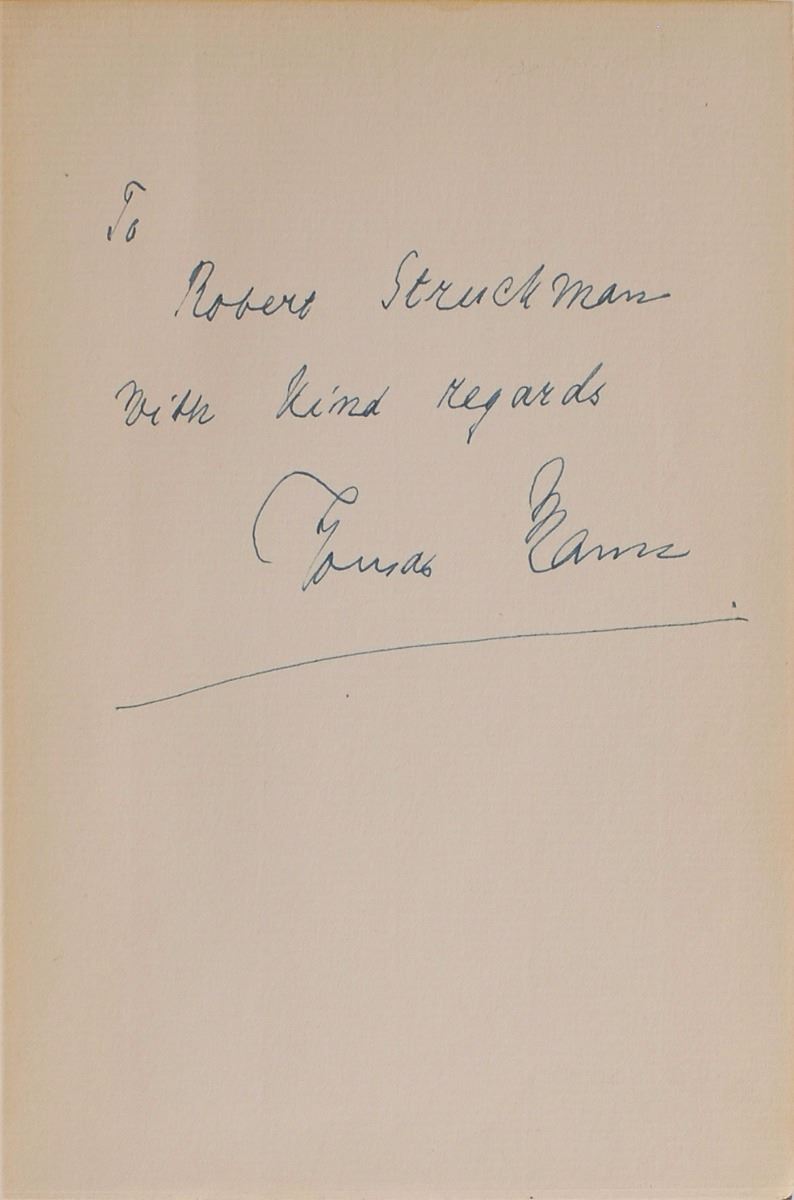 To
Robert Struckman
With kind regards
Thomas Mann